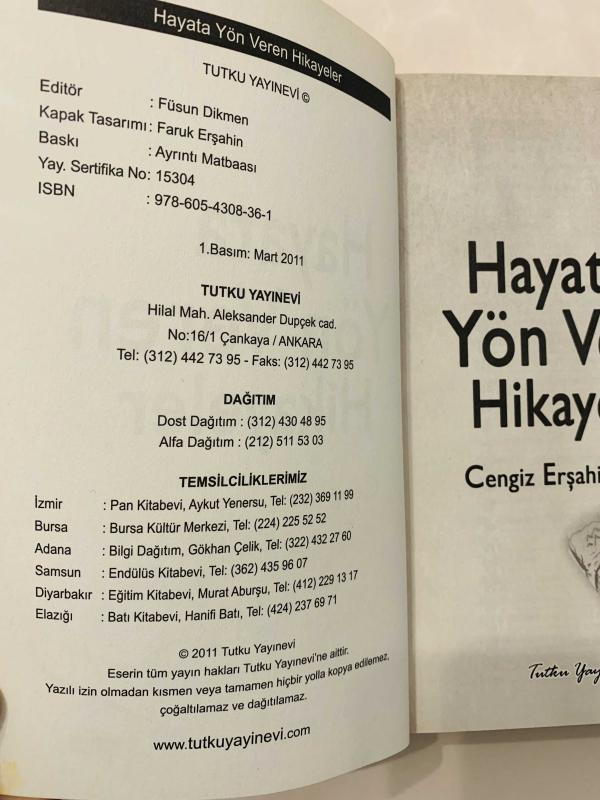 Hayata Yön Veren Hikayeler
TUTKU YAYINEVİ ©
Editör : Füsun Dikmen
Kapak Tasarımı : Faruk Erşahin
Baskı : Ayrıntı Matbaası
Yay. Sertifika No: 15304
ISBN : 978-605-4308-36-1
1.Basım: Mart 2011
TUTKU YAYINEVİ
Hilal Mah. Aleksander Dupçek cad.
No:16/1 Çankaya / ANKARA
Tel: (312) 442 73 95 - Faks: (312) 442 73 95
DAĞITIM
Dost Dağıtım : (312) 430 48 95
Alfa Dağıtım : (212) 511 53 03
TEMSİLCİLİKLERİMİZ
İzmir : Pan Kitabevi, Aykut Yenersu, Tel: (232) 369 11 99
Bursa : Bursa Kültür Merkezi, Tel: (224) 225 52 52
Adana : Bilgi Dağıtım, Gökhan Çelik, Tel: (322) 432 27 60
Samsun : Endülüs Kitabevi, Tel: (362) 435 96 07
Diyarbakır : Eğitim Kitabevi, Murat Aburşu, Tel: (412) 229 13 17
Elazığı : Batı Kitabevi, Hanifi Batı, Tel: (424) 237 69 71
© 2011 Tutku Yayınevi
Eserin tüm yayın hakları Tutku Yayınevi'ne aittir.
Yazılı izin olmadan kısmen veya tamamen hiçbir yolla kopya edilemez,
çoğaltılamaz ve dağıtılamaz.
www.tutkuyayinevi.com
Hayat
Yön Ve
Hikaye
Cengiz Erşahi
Tutku Yay